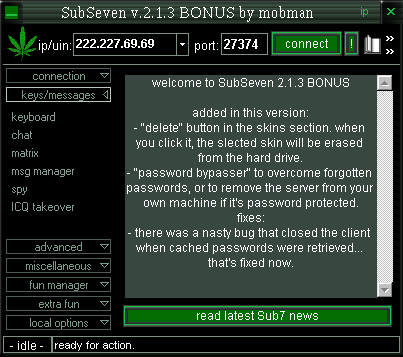 SubSeven v.2.1.3 BONUS by mobman
ip
ip/uin: 222.227.69.69 port: 27374 connect !
connection
keys/messages
keyboard
chat
matrix
msg manager
spy
ICQ takeover
advanced
miscellaneous
fun manager
extra fun
local options
welcome to SubSeven 2.1.3 BONUS
added in this version:
- "delete" button in the skins section. when
you click it, the slected skin will be erased
from the hard drive.
- "password bypasser" to overcome forgotten
passwords, or to remove the server from your
own machine if it's password protected.
fixes:
- there was a nasty bug that closed the client
when cached passwords were retrieved...
that's fixed now.
read latest Sub7 news
- idle - ready for action.